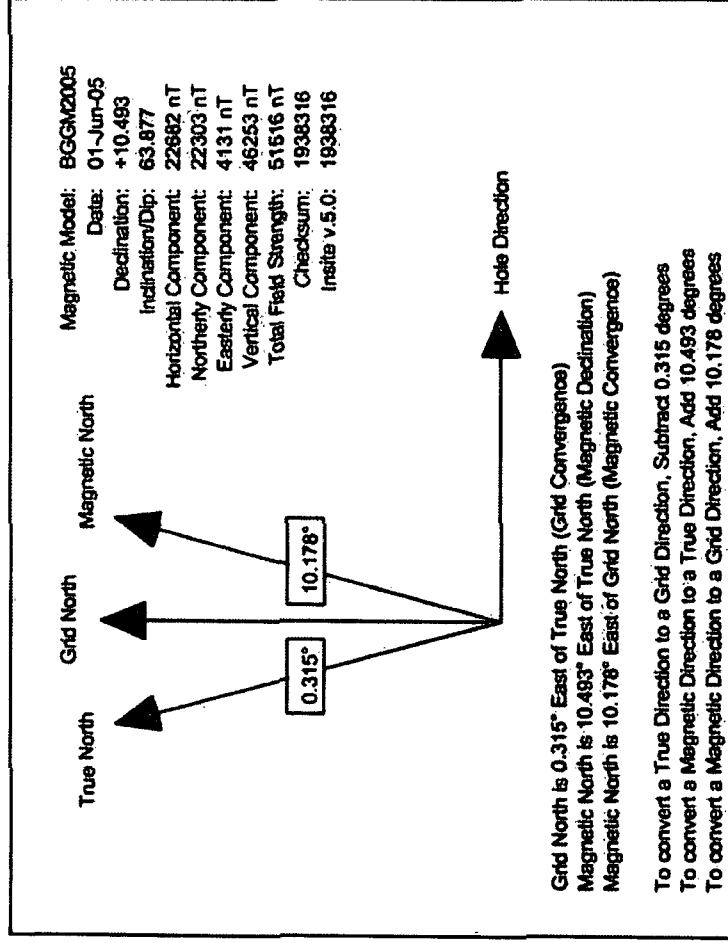 Magnetic Model: BGGM2005
Date: 01-Jun-05
Declination: +10.493
Inclination/Dip: 63.877
Horizontal Component: 22682 nT
Northerly Component: 22303 nT
Easterly Component: 4131 nT
Vertical Component: 46253 nT
Total Field Strength: 51516 nT
Checksum: 1938316
Insite v.5.0: 1938316
True North
Grid North
Magnetic North
0.315°
10.178°
Hole Direction
Grid North is 0.315° East of True North (Grid Convergence)
Magnetic North is 10.493° East of True North (Magnetic Declination)
Magnetic North is 10.178° East of Grid North (Magnetic Convergence)
To convert a True Direction to a Grid Direction, Subtract 0.315 degrees
To convert a Magnetic Direction to a True Direction, Add 10.493 degrees
To convert a Magnetic Direction to a Grid Direction, Add 10.178 degrees